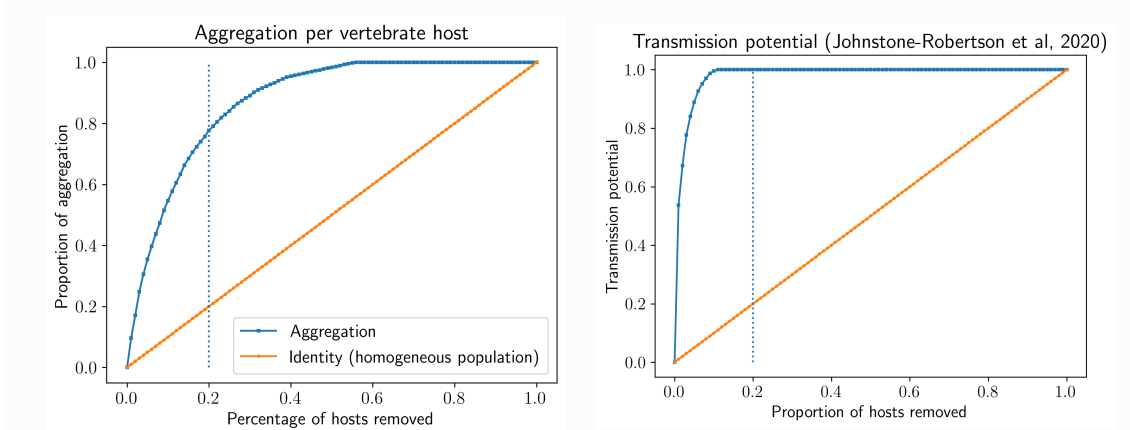 Aggregation per vertebrate host
Proportion of aggregation
1.0
0.8
0.6
0.4
0.2
0.0
Aggregation
Identity (homogeneous population)
0.0 0.2 0.4 0.6 0.8 1.0
Percentage of hosts removed
Transmission potential (Johnstone-Robertson et al, 2020)
Transmission potential
1.0
0.8
0.6
0.4
0.2
0.0
0.0 0.2 0.4 0.6 0.8 1.0
Proportion of hosts removed